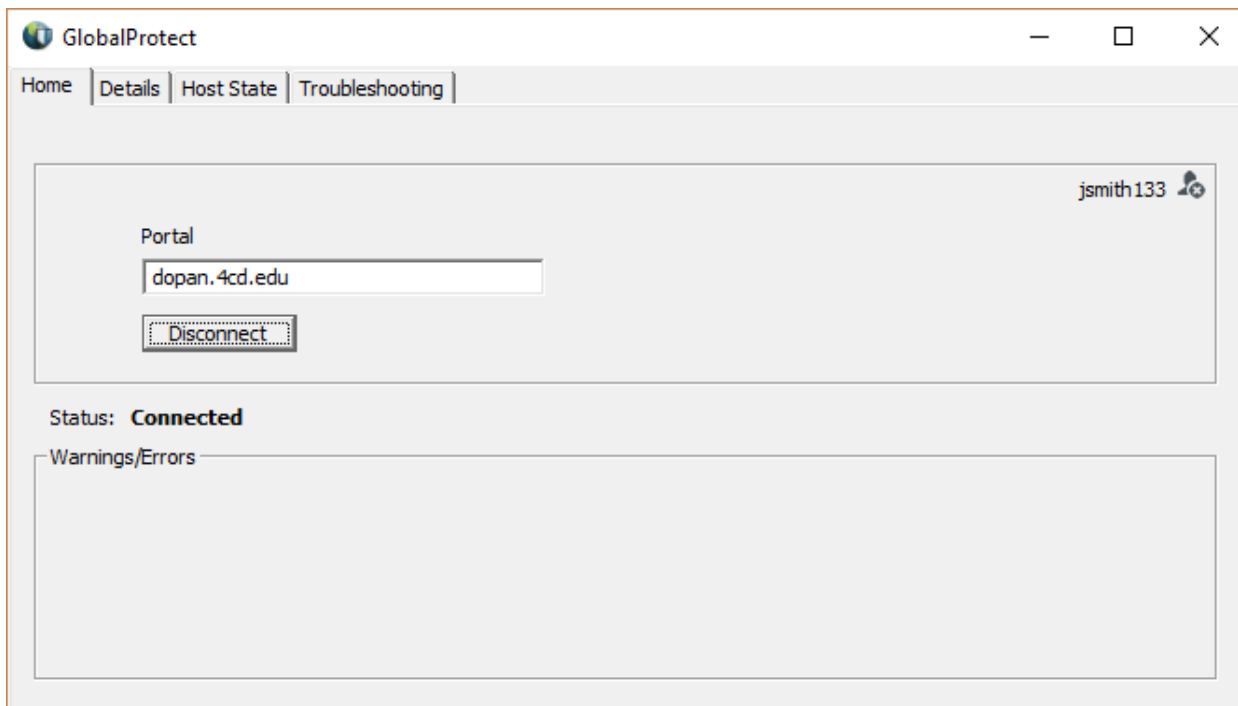 GlobalProtect
Home Details Host State Troubleshooting
jsmith133
Portal
dopan.4cd.edu
Disconnect
Status: Connected
Warnings/Errors